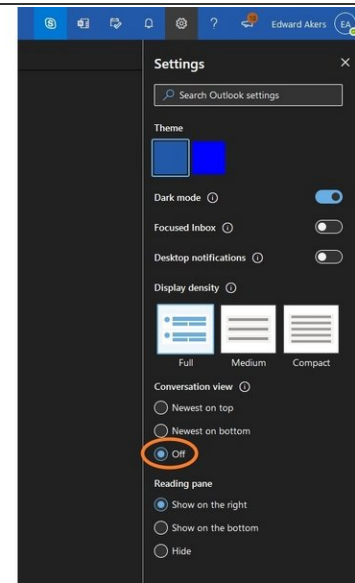 Edward Akers EA
Settings
Search Outlook settings
Theme
Dark mode
Focused Inbox
Desktop notifications
Display density
Full Medium Compact
Conversation view
Newest on top
Newest on bottom
Off
Reading pane
Show on the right
Show on the bottom
Hide